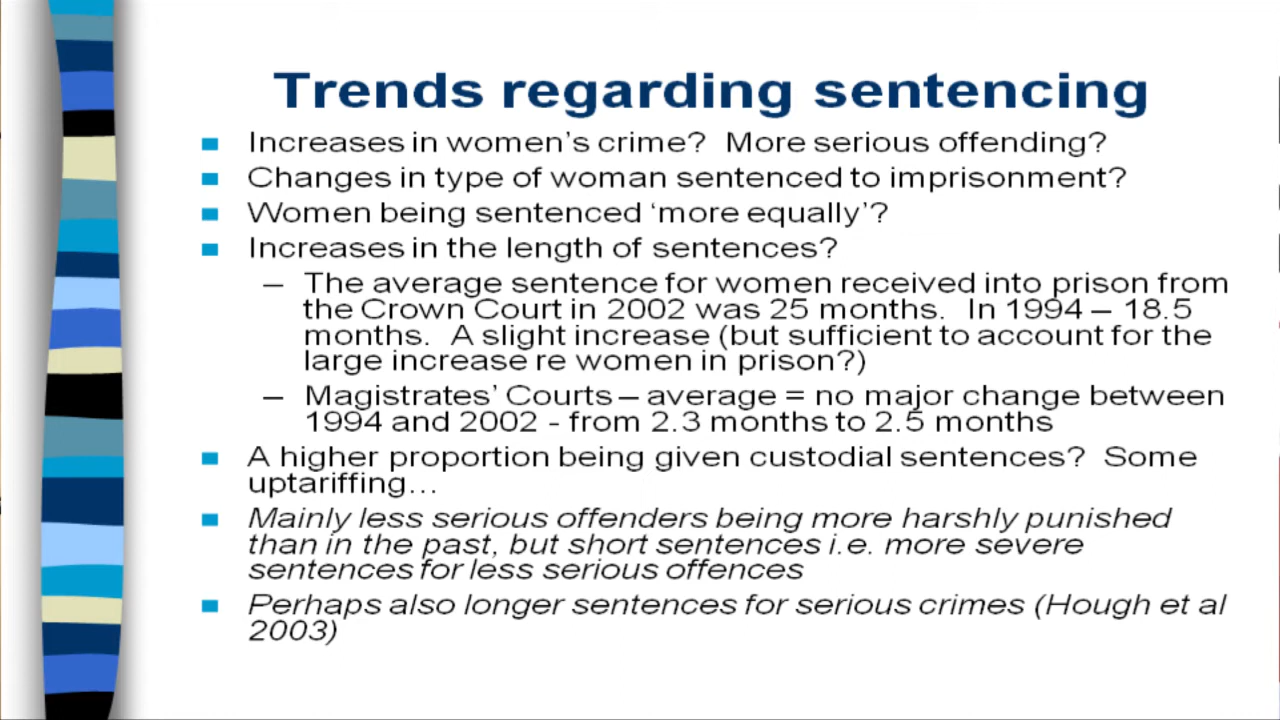 Trends regarding sentencing
Increases in women's crime?  More serious offending?
Changes in type of woman sentenced to imprisonment?
Women being sentenced ‘more equally’?
Increases in the length of sentences?
– The average sentence for women received into prison from
the Crown Court in 2002 was 25 months.  In 1994 – 18.5
months.  A slight increase (but sufficient to account for the
large increase re women in prison?)
– Magistrates’ Courts – average = no major change between
1994 and 2002 - from 2.3 months to 2.5 months
A higher proportion being given custodial sentences?  Some
uptariffing…
Mainly less serious offenders being more harshly punished
than in the past, but short sentences i.e. more severe
sentences for less serious offences
Perhaps also longer sentences for serious crimes (Hough et al
2003)